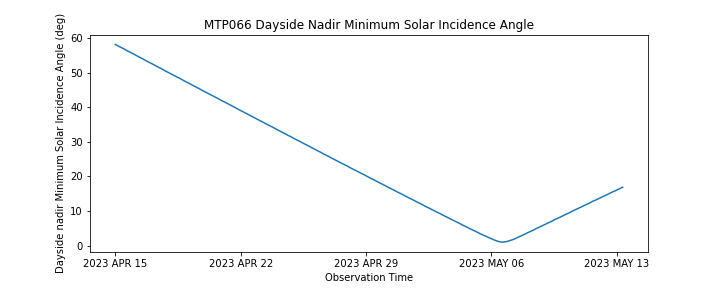 MTP066 Dayside Nadir Minimum Solar Incidence Angle
Dayside nadir Minimum Solar Incidence Angle (deg)
60
50
40
30
20
10
0
2023 APR 15 2023 APR 22 2023 APR 29 2023 MAY 06 2023 MAY 13
Observation Time